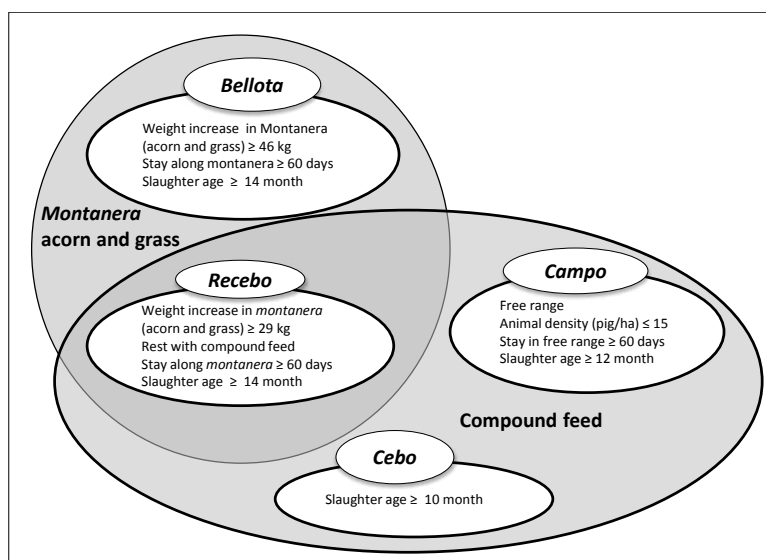 Bellota
Weight increase in Montanera
(acorn and grass) ≥ 46 kg
Stay along montanera ≥ 60 days
Slaughter age ≥ 14 month
Montanera
acorn and grass
Recebo
Weight increase in montanera
(acorn and grass) ≥ 29 kg
Rest with compound feed
Stay along montanera ≥ 60 days
Slaughter age ≥ 14 month
Campo
Free range
Animal density (pig/ha) ≤ 15
Stay in free range ≥ 60 days
Slaughter age ≥ 12 month
Compound feed
Cebo
Slaughter age ≥ 10 month